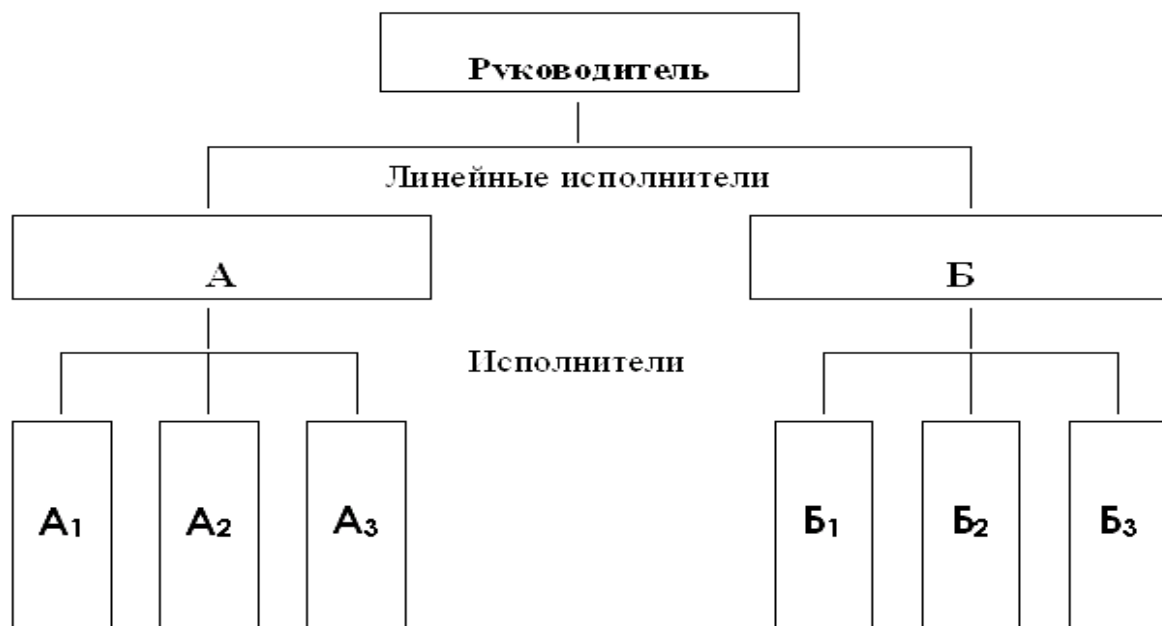 Руководитель
Линейные исполнители
А
Б
Исполнители
А₁
А₂
А₃
Б₁
Б₂
Б₃